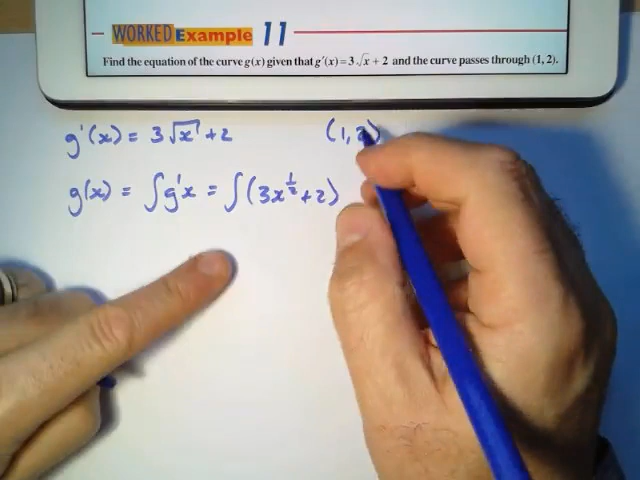 WORKED Example 11
Find the equation of the curve g(x) given that g′(x) = 3√x + 2 and the curve passes through (1, 2).
g'(x) = 3√x + 2 (1, 2)
g(x) = ∫g'x = ∫(3x^½ + 2)